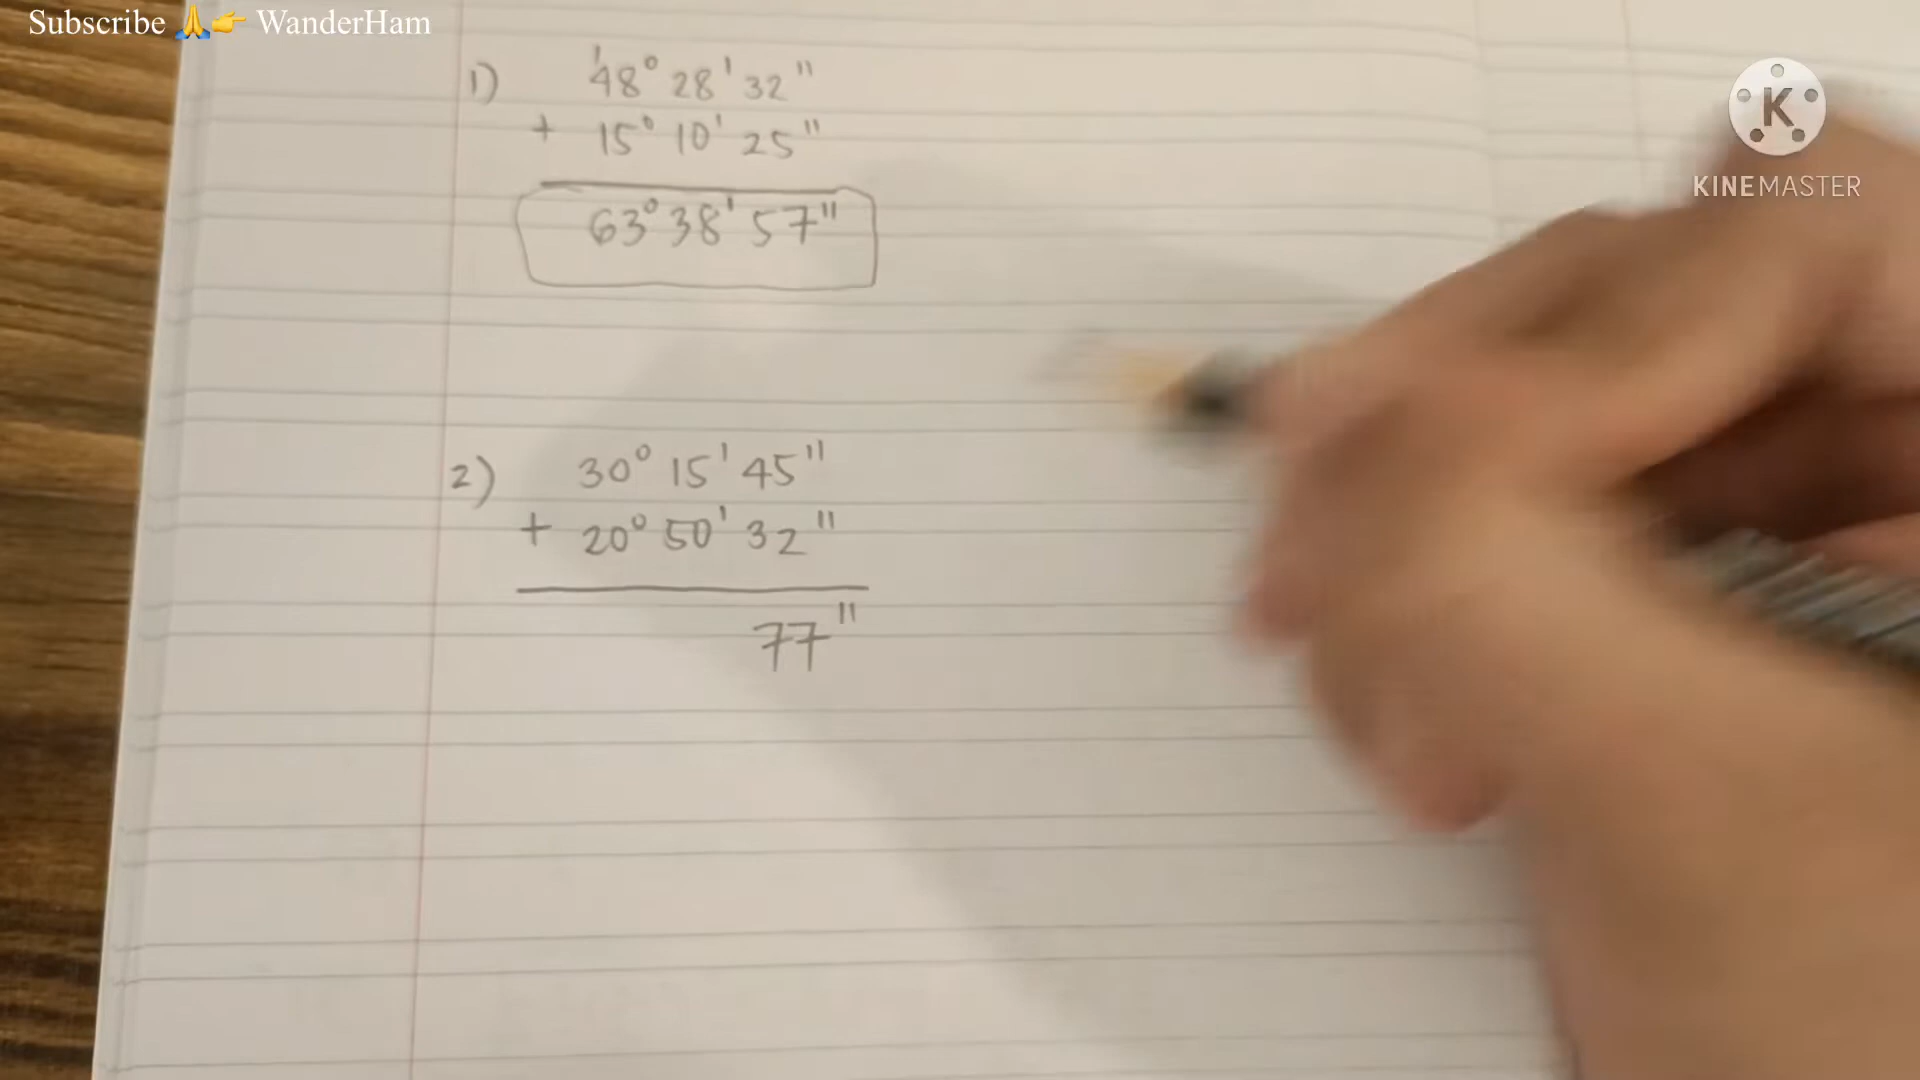 Subscribe 🙏👉 WanderHam
1) 48° 28' 32"
1
+ 15° 10' 25"
63° 38' 57"
2) 30° 15' 45"
+ 20° 50' 32"
77"
K
KINEMASTER